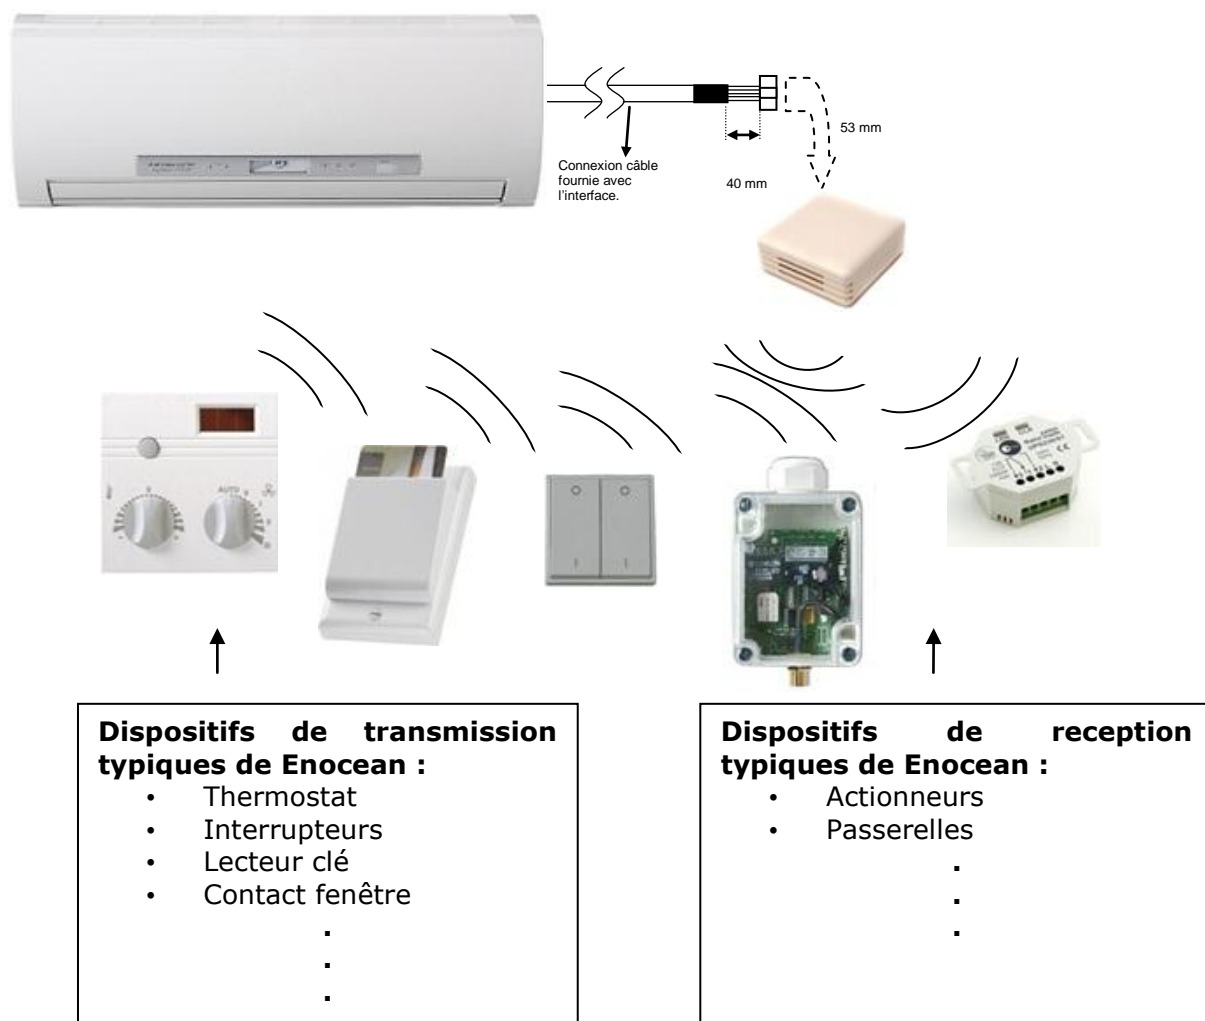 53 mm
Connexion câble
fournie avec
l'interface.
40 mm
AUTO
Dispositifs de transmission
typiques de Enocean :
• Thermostat
• Interrupteurs
• Lecteur clé
• Contact fenêtre
.
.
.
Dispositifs de reception
typiques de Enocean :
• Actionneurs
• Passerelles
.
.
.